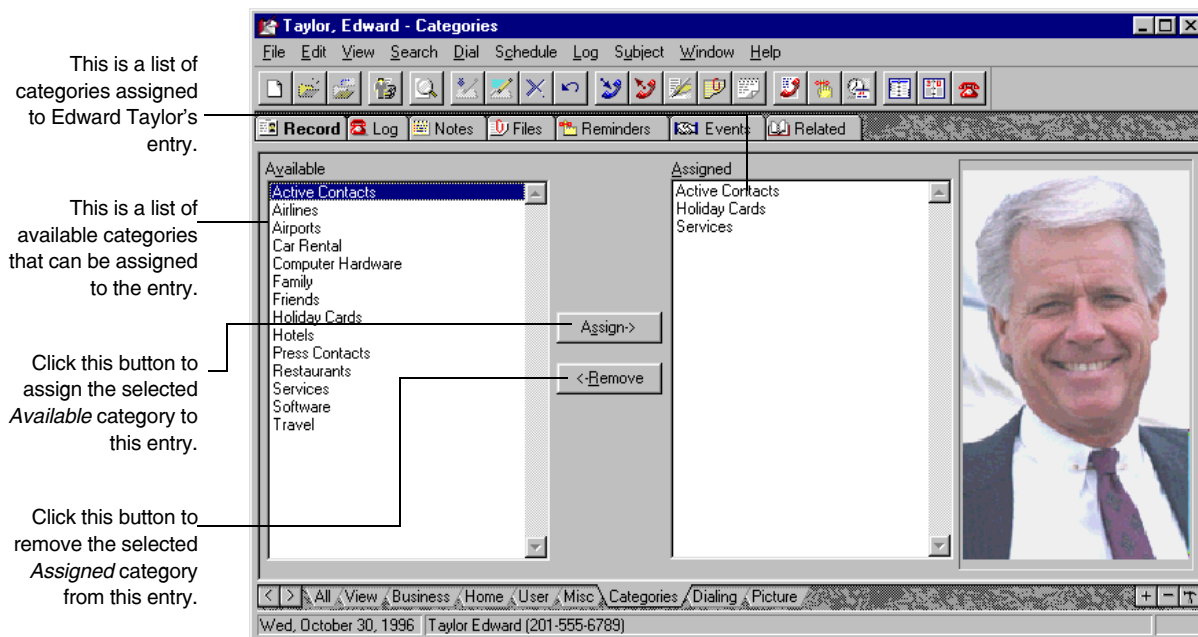 Taylor, Edward - Categories
File Edit View Search Dial Schedule Log Subject Window Help
Record Log Notes Files Reminders Events Related
This is a list of
categories assigned
to Edward Taylor's
entry.
This is a list of
available categories
that can be assigned
to the entry.
Click this button to
assign the selected
Available category to
this entry.
Click this button to
remove the selected
Assigned category
from this entry.
Available
Active Contacts
Airlines
Airports
Car Rental
Computer Hardware
Family
Friends
Holiday Cards
Hotels
Press Contacts
Restaurants
Services
Software
Travel
Assign->
<-Remove
Assigned
Active Contacts
Holiday Cards
Services
< > All View Business Home User Misc Categories Dialing Picture + -
Wed, October 30, 1996 Taylor Edward (201-555-6789)